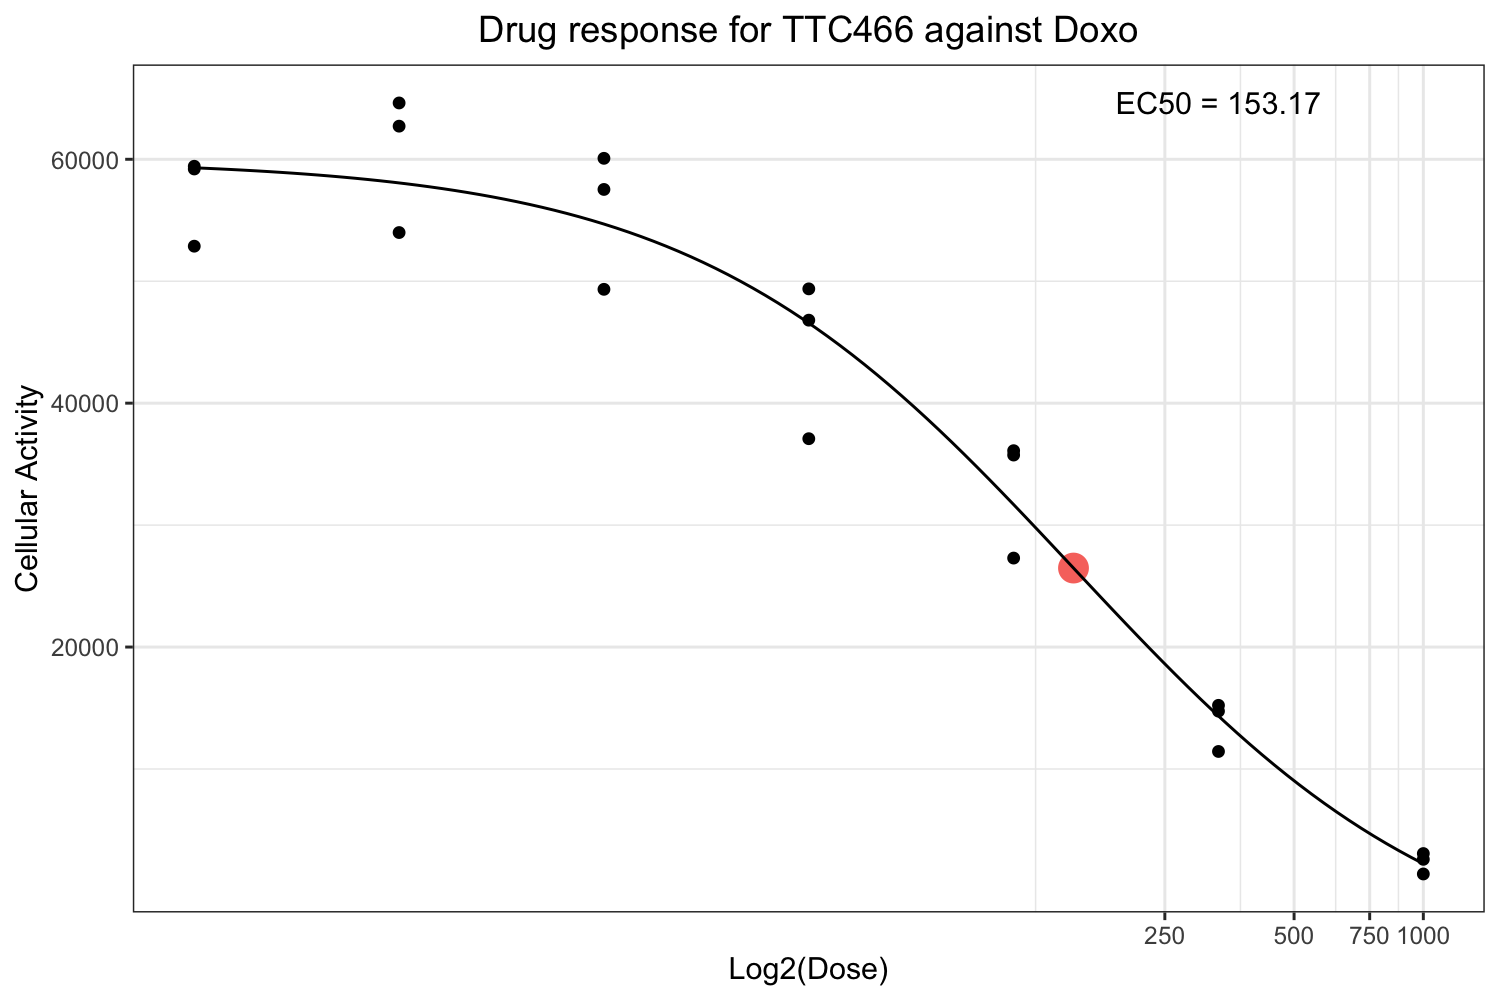 Drug response for TTC466 against Doxo
EC50 = 153.17
60000
40000
20000
Cellular Activity
250 500 750 1000
Log2(Dose)